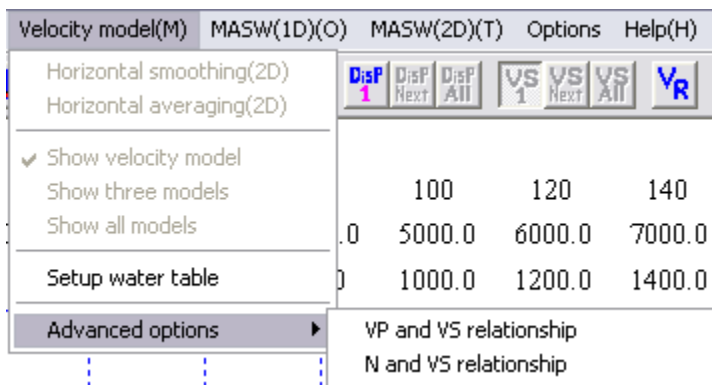 Velocity model(M) MASW(1D)(O) MASW(2D)(T) Options Help(H)
Horizontal smoothing(2D)
Horizontal averaging(2D)
DisP 1 DisP Next DisP All VS 1 VS Next VS All VR
Show velocity model
Show three models 100 120 140
Show all models .0 5000.0 6000.0 7000.0
Setup water table 0 1000.0 1200.0 1400.0
Advanced options VP and VS relationship
N and VS relationship